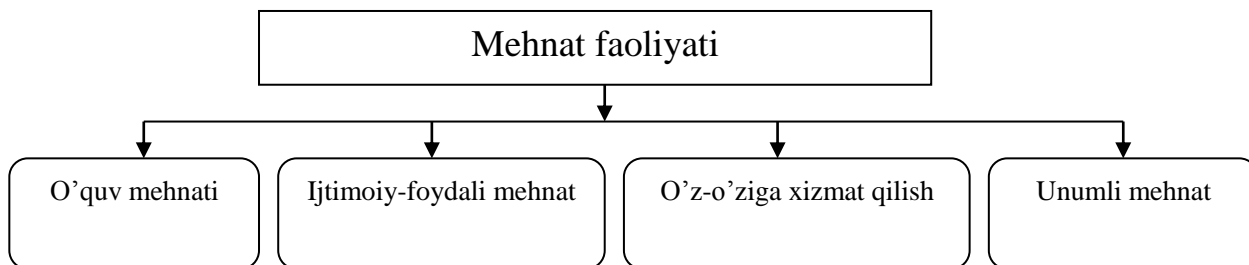 Mehnat faoliyati
O’quv mehnati
Ijtimoiy-foydali mehnat
O’z-o’ziga xizmat qilish
Unumli mehnat